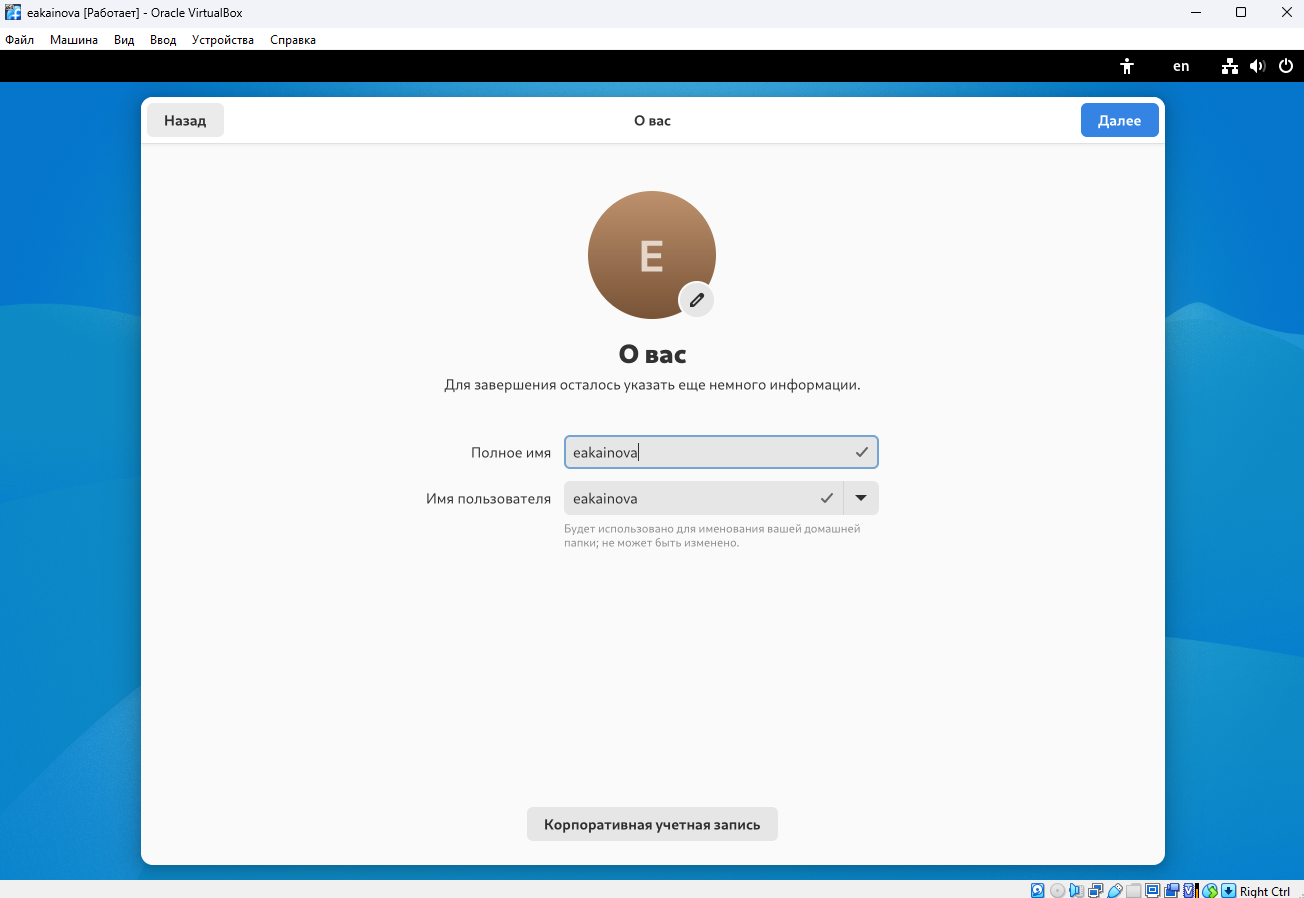 eakainova [Работает] - Oracle VirtualBox
Файл Машина Вид Ввод Устройства Справка
en
Назад
О вас
Далее
E
О вас
Для завершения осталось указать еще немного информации.
Полное имя eakainova
Имя пользователя eakainova
Будет использовано для именования вашей домашней
папки; не может быть изменено.
Корпоративная учетная запись
Right Ctrl